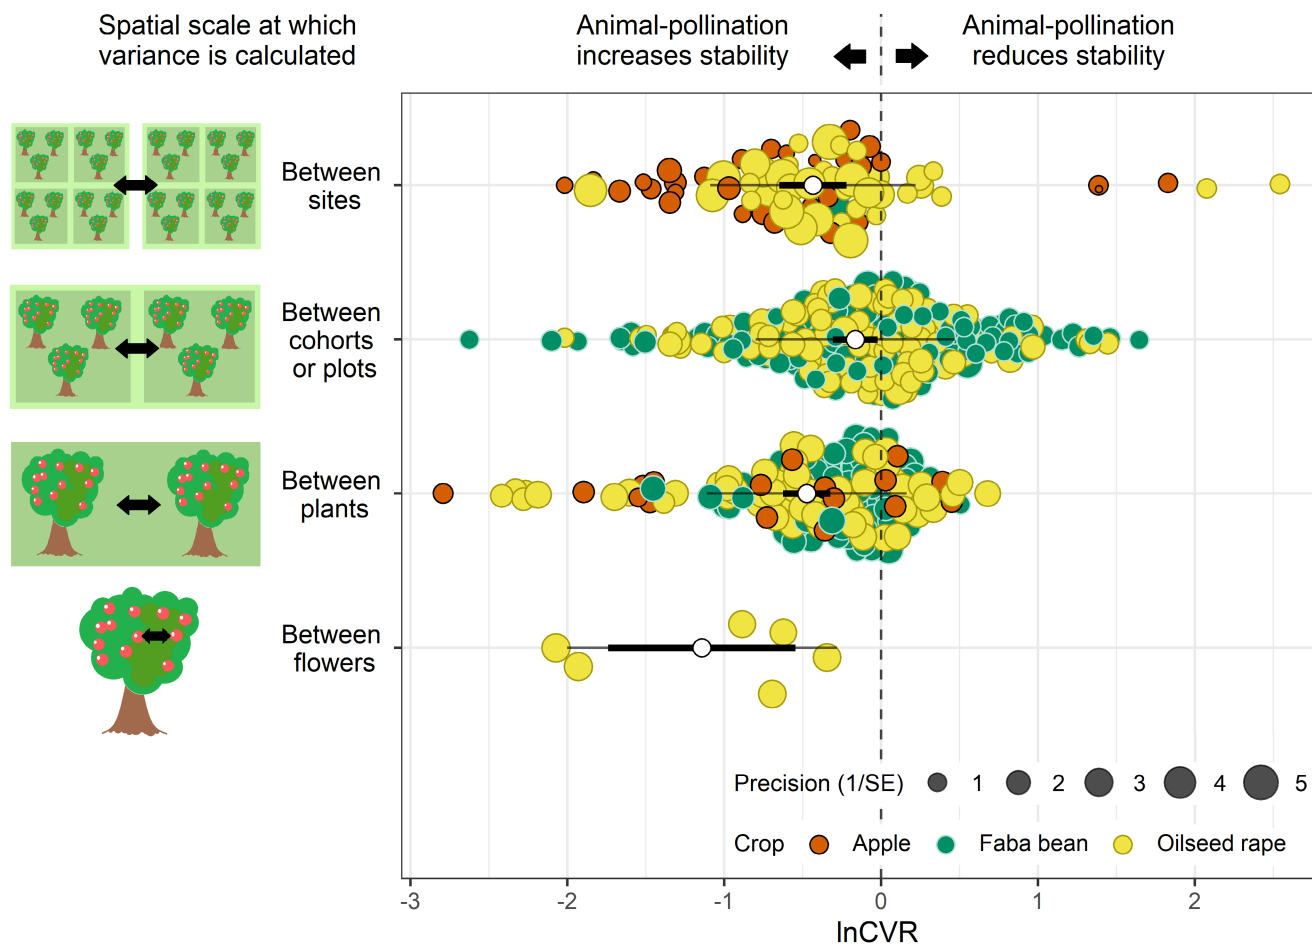 Spatial scale at which
variance is calculated
Animal-pollination
increases stability
Animal-pollination
reduces stability
Between
sites
Between
cohorts
or plots
Between
plants
Between
flowers
Precision (1/SE) 1 2 3 4 5
Crop Apple Faba bean Oilseed rape
-3 -2 -1 0 1 2
lnCVR